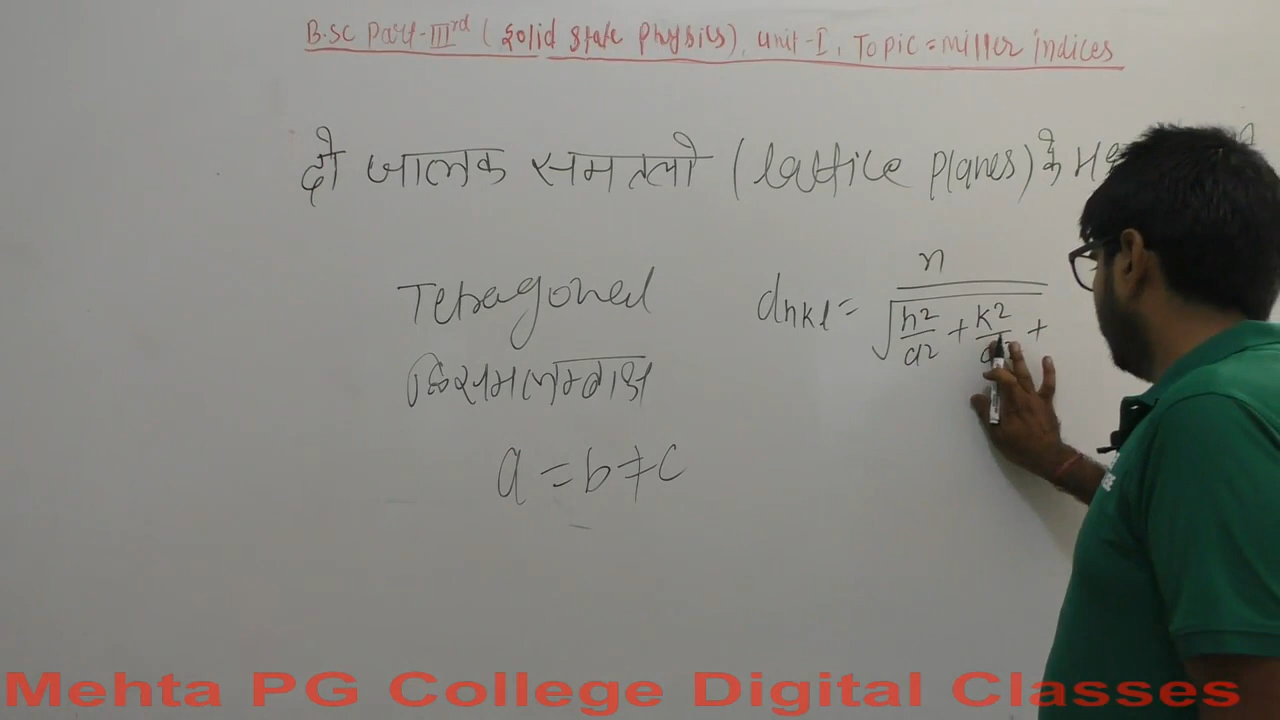 B.SC Part-IIIrd (Solid state Physics), Unit-I, Topic = Miller indices
दो जालक समतलो (lattice Planes) के
Tetragonal
द्विसमलम्बाक्ष
a = b ≠ c
dhkl = n / √(h²/a² + k²/a² +
Mehta PG College Digital Classes